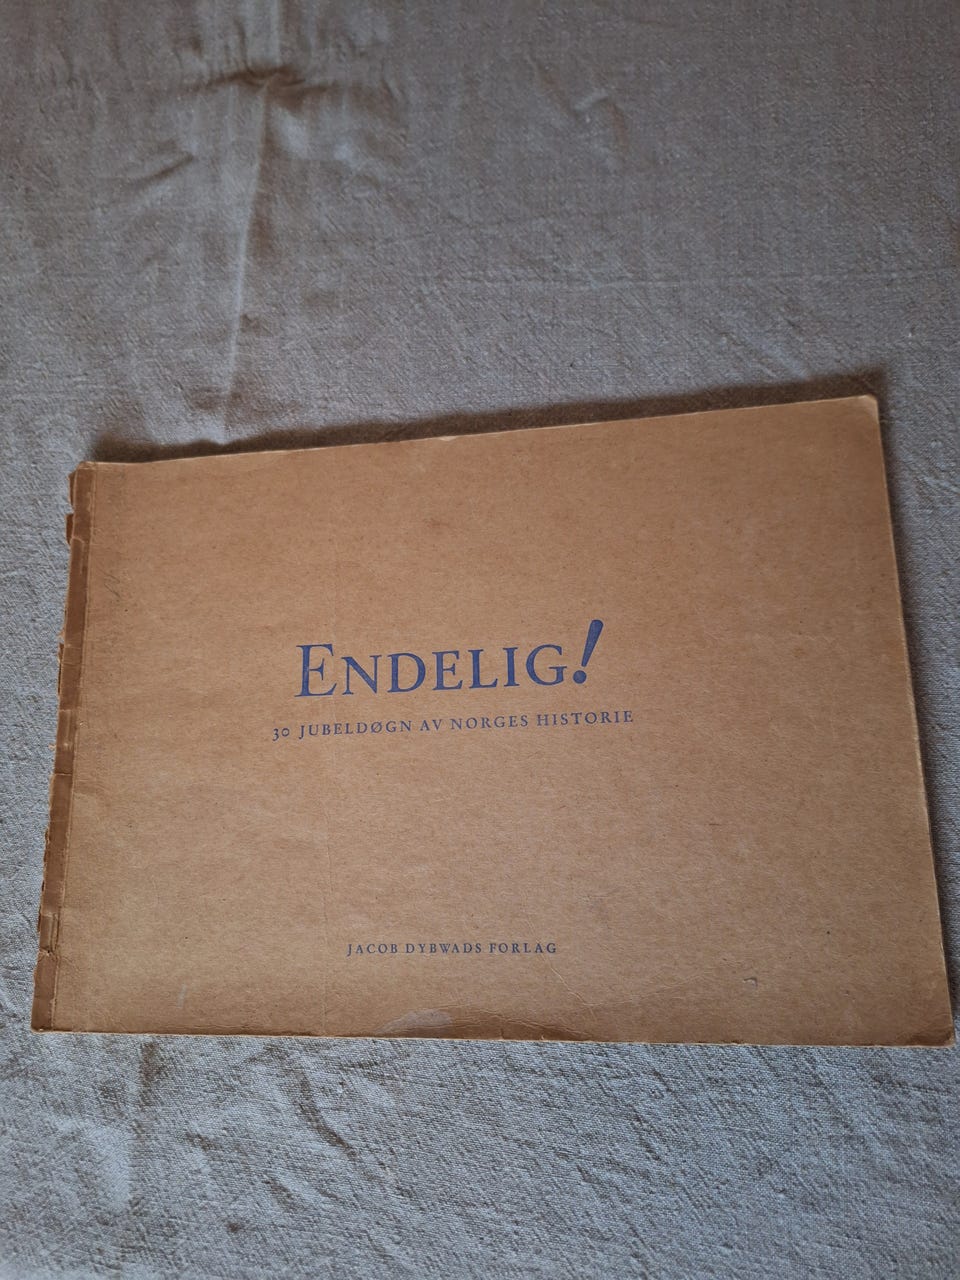 ENDELIG!
30 JUBELDØGN AV NORGES HISTORIE
JACOB DYBWADS FORLAG